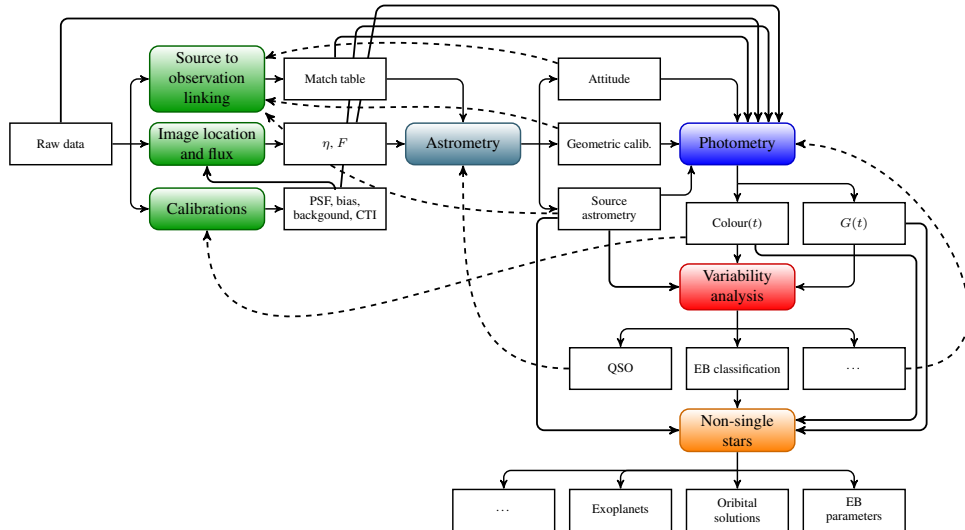 Source to
observation
linking
Match table
Attitude
Raw data
Image location
and flux
η, F
Astrometry
Geometric calib.
Photometry
Calibrations
PSF, bias,
backgound, CTI
Source
astrometry
Colour(t)
G(t)
Variability
analysis
QSO
EB classification
...
Non-single
stars
...
Exoplanets
Oribital
solutions
EB
parameters